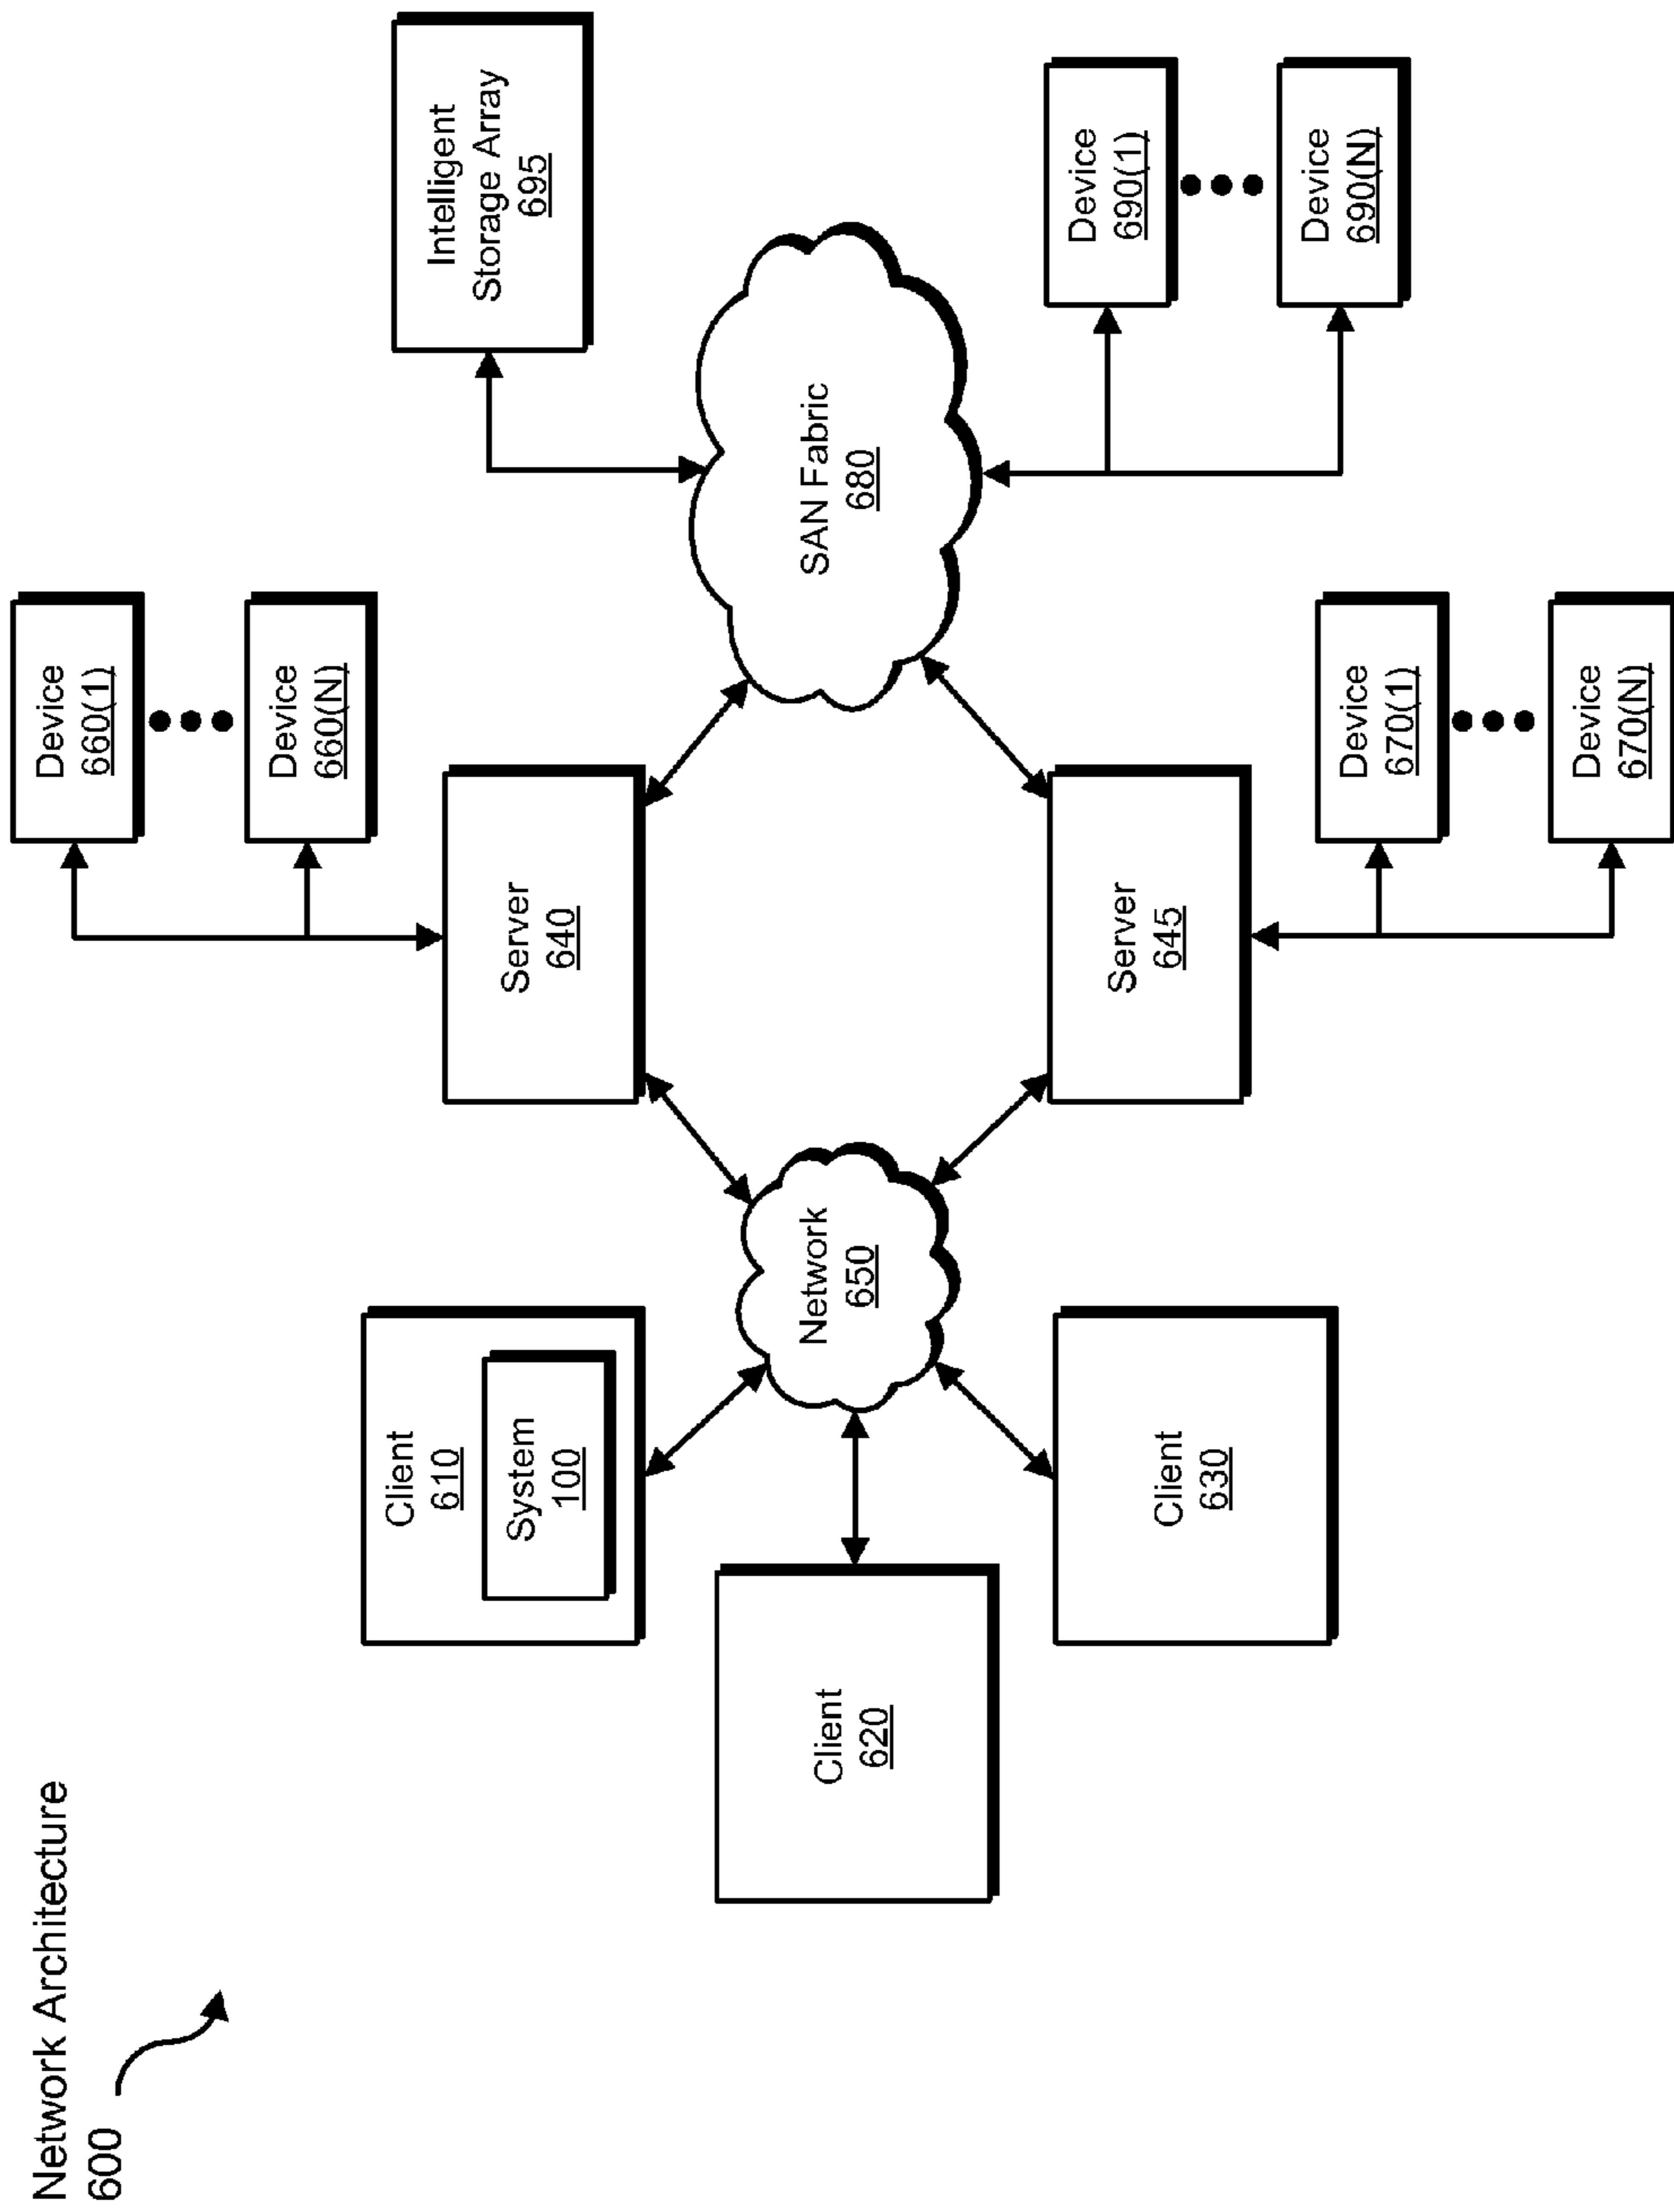 Network Architecture
600
Device
660(1)
Device
660(N)
Intelligent
Storage Array
695
Client
610
System
100
Server
640
Client
620
Network
650
SAN Fabric
680
Client
630
Server
645
Device
690(1)
Device
690(N)
Device
670(1)
Device
670(N)